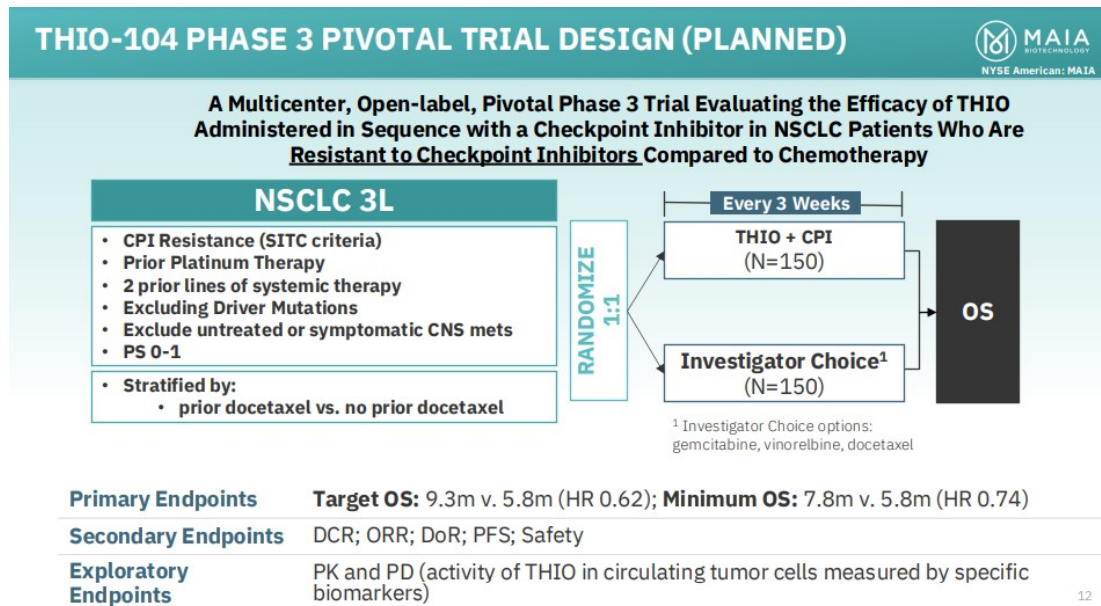 THIO-104 PHASE 3 PIVOTAL TRIAL DESIGN (PLANNED)
MAIA
BIOTECHNOLOGY
NYSE American: MAIA
A Multicenter, Open-label, Pivotal Phase 3 Trial Evaluating the Efficacy of THIO
Administered in Sequence with a Checkpoint Inhibitor in NSCLC Patients Who Are
Resistant to Checkpoint Inhibitors Compared to Chemotherapy
NSCLC 3L
• CPI Resistance (SITC criteria)
• Prior Platinum Therapy
• 2 prior lines of systemic therapy
• Excluding Driver Mutations
• Exclude untreated or symptomatic CNS mets
• PS 0-1
• Stratified by:
• prior docetaxel vs. no prior docetaxel
RANDOMIZE
1:1
Every 3 Weeks
THIO + CPI
(N=150)
Investigator Choice¹
(N=150)
OS
¹ Investigator Choice options:
gemcitabine, vinorelbine, docetaxel
Primary Endpoints Target OS: 9.3m v. 5.8m (HR 0.62); Minimum OS: 7.8m v. 5.8m (HR 0.74)
Secondary Endpoints DCR; ORR; DoR; PFS; Safety
Exploratory PK and PD (activity of THIO in circulating tumor cells measured by specific
Endpoints biomarkers)
12